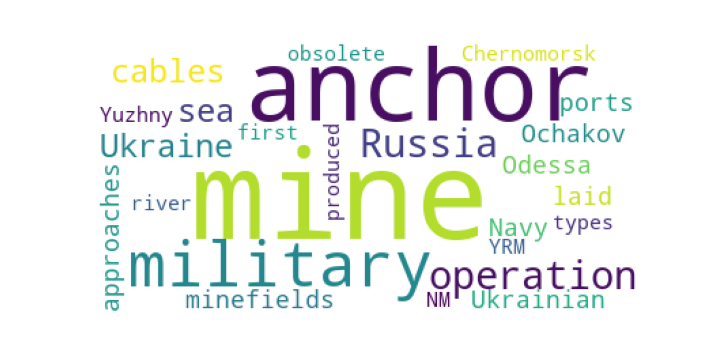 obsolete
Chernomorsk
cables
anchor
Yuzhny
sea
ports
first
Ochakov
Ukraine
produced
Russia
Odessa
approaches
river
mine
laid
Navy
types
YRM
military
operation
minefields
NM
Ukrainian